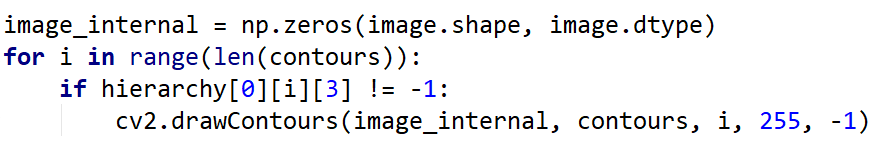 image_internal = np.zeros(image.shape, image.dtype)
for i in range(len(contours)):
    if hierarchy[0][i][3] != -1:
        cv2.drawContours(image_internal, contours, i, 255, -1)